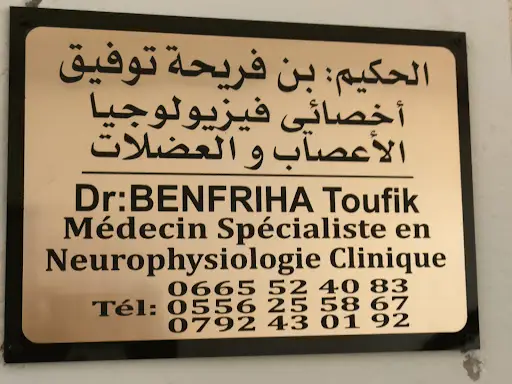 الحكيم: بن فريحة توفيق
أخصائى فيزيولوجيا
الأعصاب و العضلات
Dr:BENFRIHA Toufik
Médecin Spécialiste en
Neurophysiologie Clinique
0665 52 40 83
Tél: 0556 25 58 67
0792 43 01 92